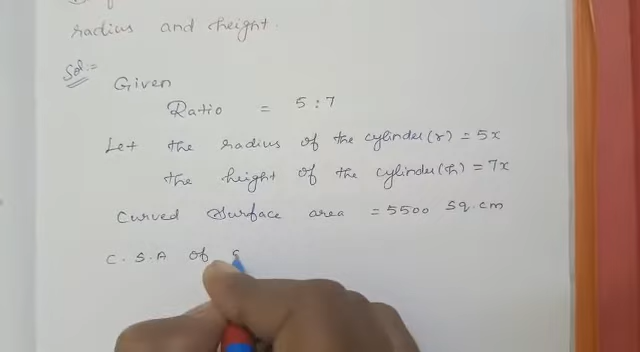 radius and height.
Sol:-
Given
Ratio = 5:7
Let the radius of the cylinder(r) = 5x
the height of the cylinder(h) = 7x
Curved Surface area = 5500 sq.cm
C.S.A of